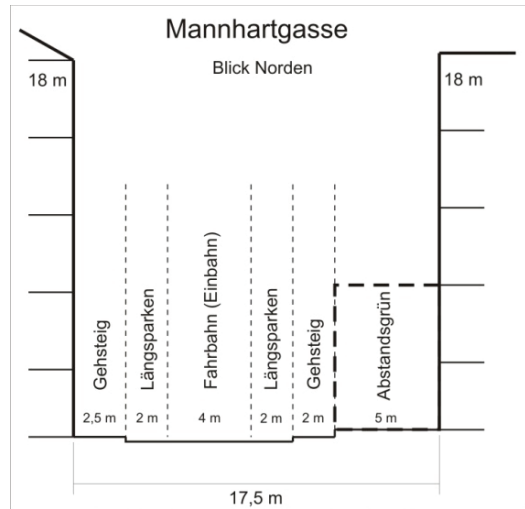 Mannhartgasse
Blick Norden
18 m
18 m
Gehsteig
Längsparken
Fahrbahn (Einbahn)
Längsparken
Gehsteig
Abstandsgrün
2,5 m
2 m
4 m
2 m
2 m
5 m
17,5 m